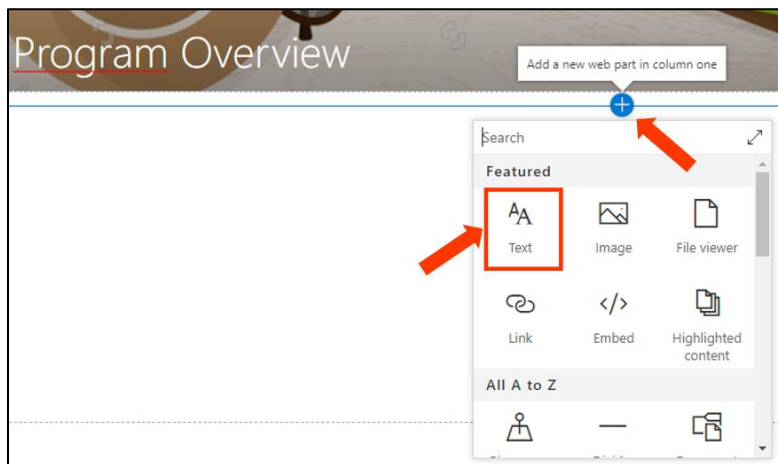 Program Overview
Add a new web part in column one
Search
Featured
Text
Image
File viewer
Link
Embed
Highlighted
content
All A to Z